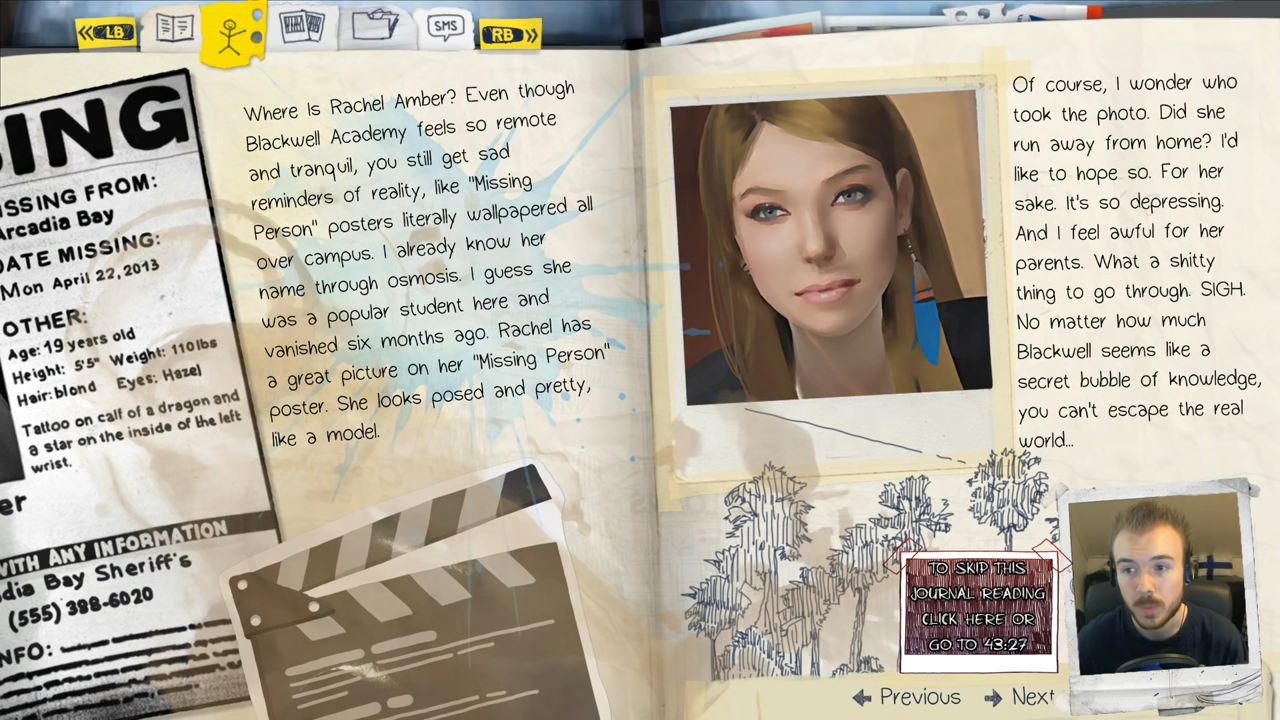 LB
SMS
RB
SING
ISSING FROM:
Arcadia Bay
DATE MISSING:
Mon April 22, 2013
OTHER:
Age: 19 years old
Height: 5'5" Weight: 110 lbs
Hair: blond Eyes: Hazel
Tattoo on calf of a dragon and
a star on the inside of the left
wrist.
er
WITH ANY INFORMATION
dia Bay Sheriff's
(555) 388-6020
NFO:
Where Is Rachel Amber? Even though
Blackwell Academy feels so remote
and tranquil, you still get sad
reminders of reality, like "Missing
Person" posters literally wallpapered all
over campus. I already know her
name through osmosis. I guess she
was a popular student here and
vanished six months ago. Rachel has
a great picture on her "Missing Person"
poster. She looks posed and pretty,
like a model.
Of course, I wonder who
took the photo. Did she
run away from home? I'd
like to hope so. For her
sake. It's so depressing.
And I feel awful for her
parents. What a shitty
thing to go through. SIGH.
No matter how much
Blackwell seems like a
secret bubble of knowledge,
you can't escape the real
world...
TO SKIP THIS
JOURNAL READING
CLICK HERE OR
GO TO 43:27
Previous
Next